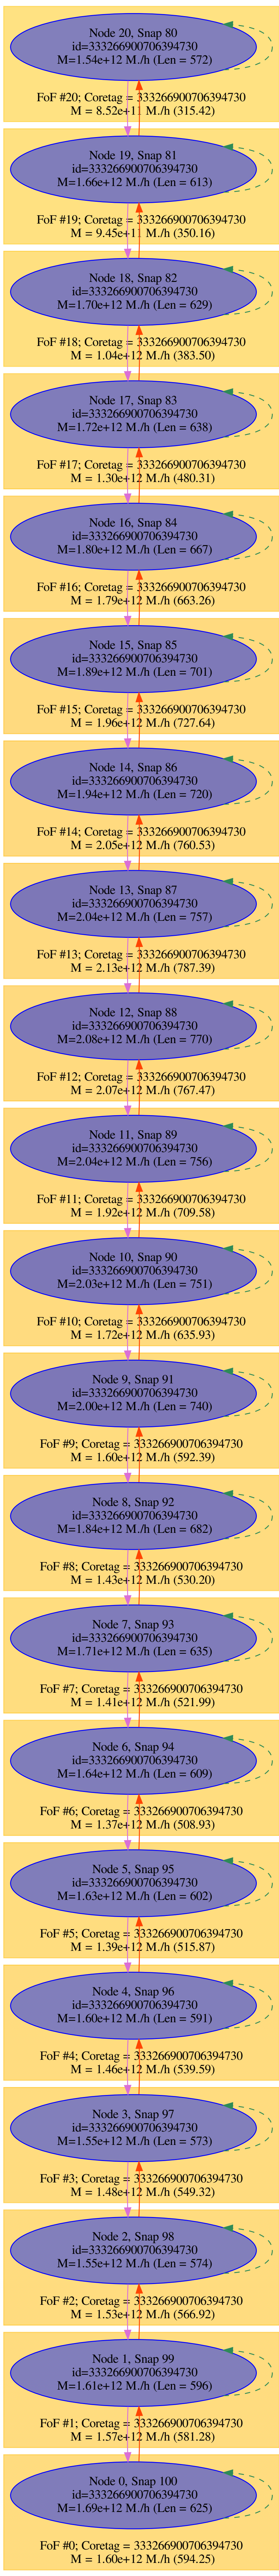 Node 20, Snap 80
id=333266900706394730
M=1.54e+12 M./h (Len = 572)
FoF #20; Coretag = 333266900706394730
M = 8.52e+11 M./h (315.42)
Node 19, Snap 81
id=333266900706394730
M=1.66e+12 M./h (Len = 613)
FoF #19; Coretag = 333266900706394730
M = 9.45e+11 M./h (350.16)
Node 18, Snap 82
id=333266900706394730
M=1.70e+12 M./h (Len = 629)
FoF #18; Coretag = 333266900706394730
M = 1.04e+12 M./h (383.50)
Node 17, Snap 83
id=333266900706394730
M=1.72e+12 M./h (Len = 638)
FoF #17; Coretag = 333266900706394730
M = 1.30e+12 M./h (480.31)
Node 16, Snap 84
id=333266900706394730
M=1.80e+12 M./h (Len = 667)
FoF #16; Coretag = 333266900706394730
M = 1.79e+12 M./h (663.26)
Node 15, Snap 85
id=333266900706394730
M=1.89e+12 M./h (Len = 701)
FoF #15; Coretag = 333266900706394730
M = 1.96e+12 M./h (727.64)
Node 14, Snap 86
id=333266900706394730
M=1.94e+12 M./h (Len = 720)
FoF #14; Coretag = 333266900706394730
M = 2.05e+12 M./h (760.53)
Node 13, Snap 87
id=333266900706394730
M=2.04e+12 M./h (Len = 757)
FoF #13; Coretag = 333266900706394730
M = 2.13e+12 M./h (787.39)
Node 12, Snap 88
id=333266900706394730
M=2.08e+12 M./h (Len = 770)
FoF #12; Coretag = 333266900706394730
M = 2.07e+12 M./h (767.47)
Node 11, Snap 89
id=333266900706394730
M=2.04e+12 M./h (Len = 756)
FoF #11; Coretag = 333266900706394730
M = 1.92e+12 M./h (709.58)
Node 10, Snap 90
id=333266900706394730
M=2.03e+12 M./h (Len = 751)
FoF #10; Coretag = 333266900706394730
M = 1.72e+12 M./h (635.93)
Node 9, Snap 91
id=333266900706394730
M=2.00e+12 M./h (Len = 740)
FoF #9; Coretag = 333266900706394730
M = 1.60e+12 M./h (592.39)
Node 8, Snap 92
id=333266900706394730
M=1.84e+12 M./h (Len = 682)
FoF #8; Coretag = 333266900706394730
M = 1.43e+12 M./h (530.20)
Node 7, Snap 93
id=333266900706394730
M=1.71e+12 M./h (Len = 635)
FoF #7; Coretag = 333266900706394730
M = 1.41e+12 M./h (521.99)
Node 6, Snap 94
id=333266900706394730
M=1.64e+12 M./h (Len = 609)
FoF #6; Coretag = 333266900706394730
M = 1.37e+12 M./h (508.93)
Node 5, Snap 95
id=333266900706394730
M=1.63e+12 M./h (Len = 602)
FoF #5; Coretag = 333266900706394730
M = 1.39e+12 M./h (515.87)
Node 4, Snap 96
id=333266900706394730
M=1.60e+12 M./h (Len = 591)
FoF #4; Coretag = 333266900706394730
M = 1.46e+12 M./h (539.59)
Node 3, Snap 97
id=333266900706394730
M=1.55e+12 M./h (Len = 573)
FoF #3; Coretag = 333266900706394730
M = 1.48e+12 M./h (549.32)
Node 2, Snap 98
id=333266900706394730
M=1.55e+12 M./h (Len = 574)
FoF #2; Coretag = 333266900706394730
M = 1.53e+12 M./h (566.92)
Node 1, Snap 99
id=333266900706394730
M=1.61e+12 M./h (Len = 596)
FoF #1; Coretag = 333266900706394730
M = 1.57e+12 M./h (581.28)
Node 0, Snap 100
id=333266900706394730
M=1.69e+12 M./h (Len = 625)
FoF #0; Coretag = 333266900706394730
M = 1.60e+12 M./h (594.25)